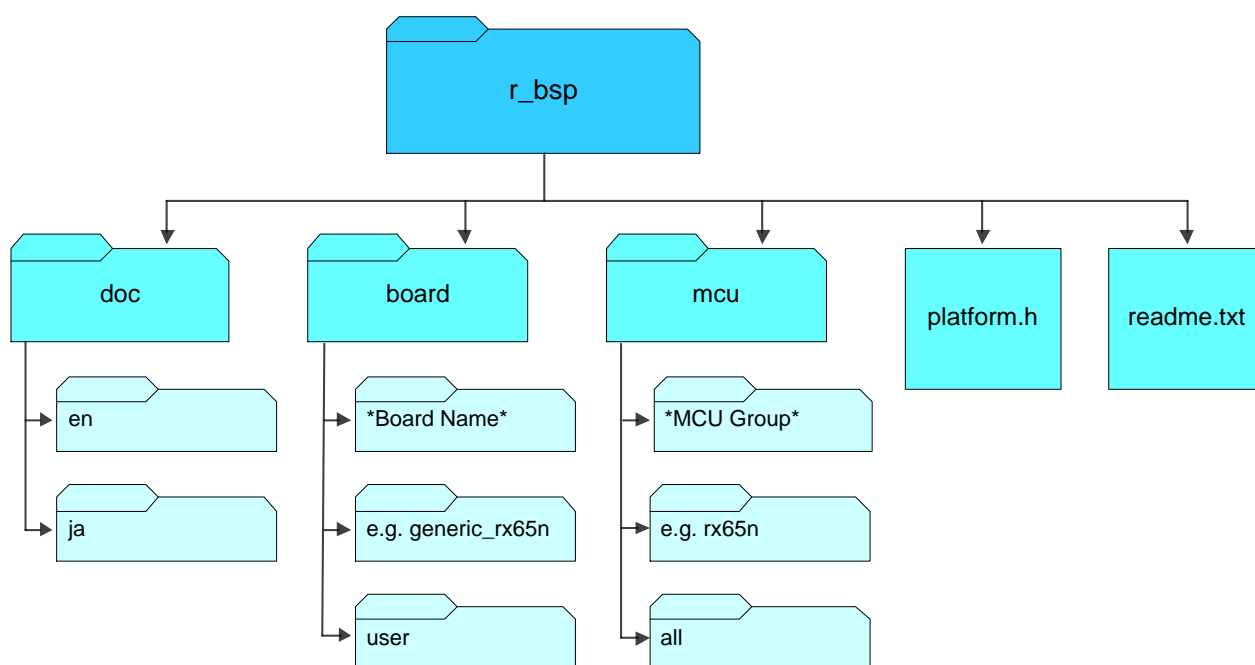 r_bsp
doc
board
mcu
platform.h
readme.txt
en
*Board Name*
*MCU Group*
ja
e.g. generic_rx65n
e.g. rx65n
user
all